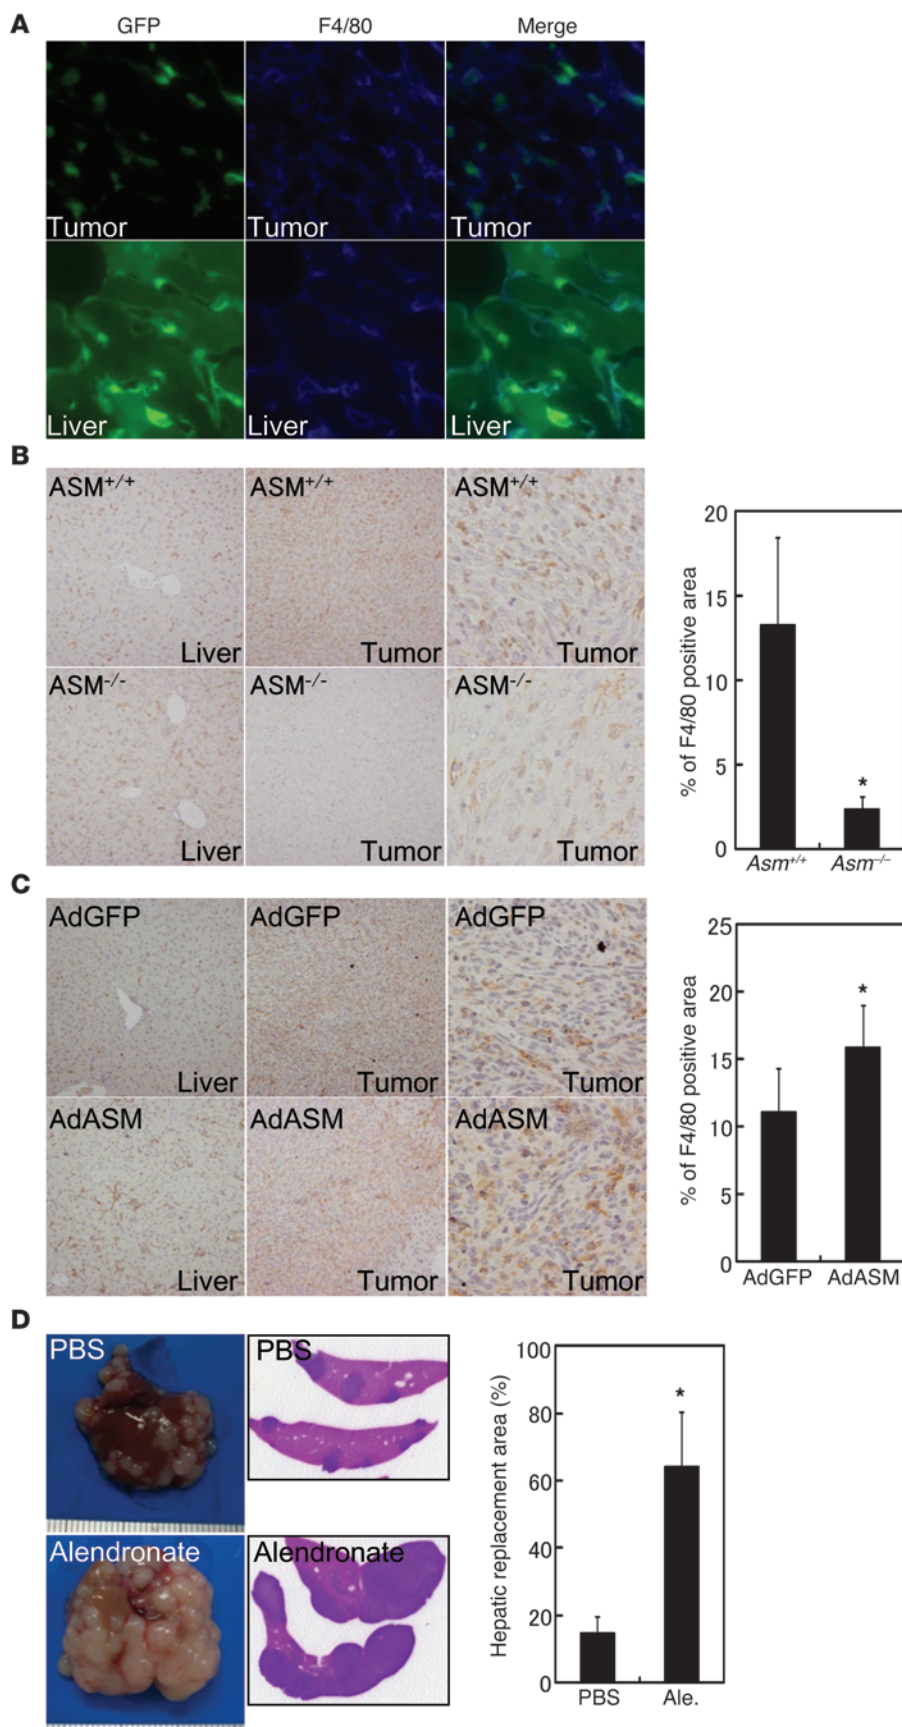 A
GFP F4/80 Merge
Tumor Tumor Tumor
Liver Liver Liver
B
ASM+/+ ASM+/+ ASM+/+
Liver Tumor Tumor
ASM-/- ASM-/- ASM-/-
Liver Tumor Tumor
% of F4/80 positive area
20
15
10
5
0
*
Asm+/+ Asm–/–
C
AdGFP AdGFP AdGFP
Liver Tumor Tumor
AdASM AdASM AdASM
Liver Tumor Tumor
% of F4/80 positive area
25
20
15
10
5
0
*
AdGFP AdASM
D
PBS PBS
Alendronate Alendronate
Hepatic replacement area (%)
100
80
60
40
20
0
*
PBS Ale.